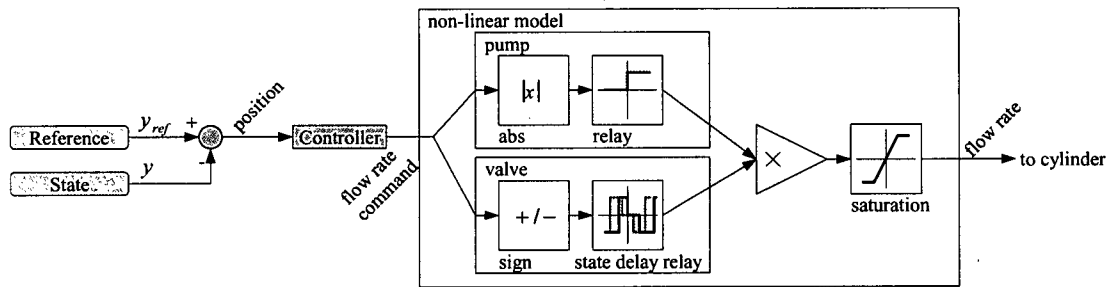 non-linear model
pump
|x|
abs
relay
Reference
y_ref
+
-
position
Controller
flow rate
command
State
y
valve
+/−
sign
state delay relay
×
saturation
flow rate
to cylinder